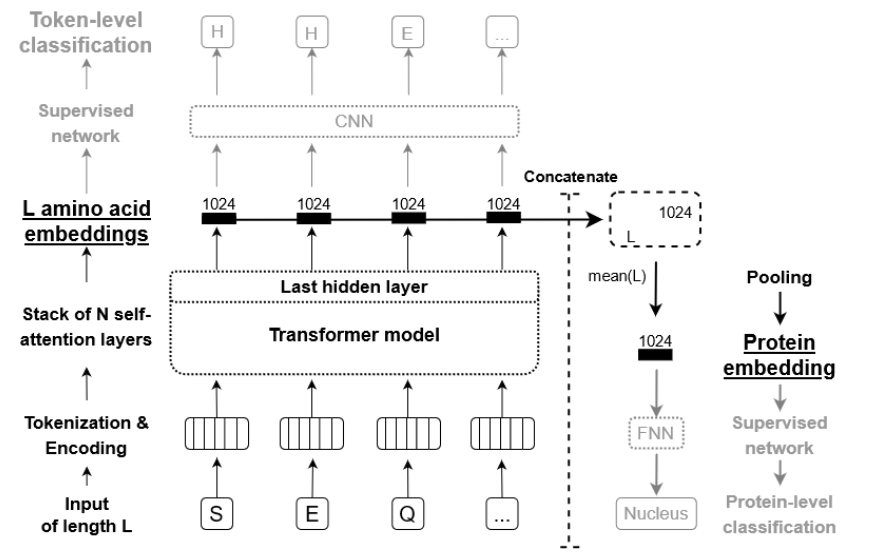 Token-level
classification
H
H
E
...
Supervised
network
CNN
Concatenate
L amino acid
embeddings
1024
1024
1024
1024
1024
L
mean(L)
Pooling
Last hidden layer
Stack of N self-
attention layers
Transformer model
1024
Protein
embedding
Tokenization &
Encoding
FNN
Supervised
network
Input
of length L
S
E
Q
...
Nucleus
Protein-level
classification